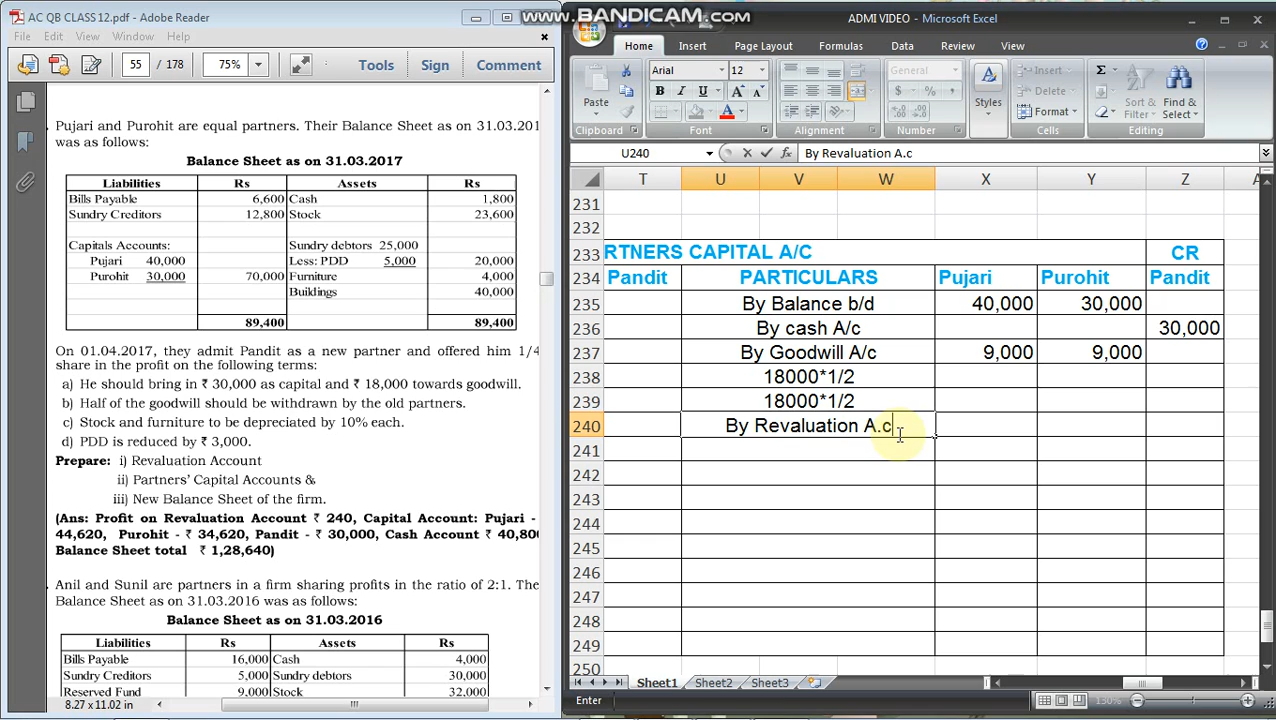 AC QB CLASS 12.pdf - Adobe Reader
www.BANDICAM.com
ADMI VIDEO - Microsoft Excel
File Edit View Window Help
Home Insert Page Layout Formulas Data Review View
55 / 178 75% Tools Sign Comment
Arial 12 General
Paste B I U Styles Insert Delete Format Sort & Filter Find & Select
Clipboard Font Alignment Number Cells Editing
U240 By Revaluation A.c
T U V W X Y Z
Pujari and Purohit are equal partners. Their Balance Sheet as on 31.03.201
was as follows:
Balance Sheet as on 31.03.2017
Liabilities Rs Assets Rs
Bills Payable 6,600 Cash 1,800
Sundry Creditors 12,800 Stock 23,600
Capitals Accounts: Sundry debtors 25,000
Pujari 40,000 Less: PDD 5,000 20,000
Purohit 30,000 70,000 Furniture 4,000
Buildings 40,000
89,400 89,400
On 01.04.2017, they admit Pandit as a new partner and offered him 1/4
share in the profit on the following terms:
a) He should bring in ₹ 30,000 as capital and ₹ 18,000 towards goodwill.
b) Half of the goodwill should be withdrawn by the old partners.
c) Stock and furniture to be depreciated by 10% each.
d) PDD is reduced by ₹ 3,000.
Prepare: i) Revaluation Account
ii) Partners' Capital Accounts &
iii) New Balance Sheet of the firm.
(Ans: Profit on Revaluation Account ₹ 240, Capital Account: Pujari -
44,620, Purohit - ₹ 34,620, Pandit - ₹ 30,000, Cash Account ₹ 40,800
Balance Sheet total ₹ 1,28,640)
Anil and Sunil are partners in a firm sharing profits in the ratio of 2:1. The
Balance Sheet as on 31.03.2016 was as follows:
Balance Sheet as on 31.03.2016
Liabilities Rs Assets Rs
Bills Payable 16,000 Cash 4,000
Sundry Creditors 5,000 Sundry debtors 30,000
Reserved Fund 9,000 Stock 32,000
8.27 x 11.02 in
231
232
233 RTNERS CAPITAL A/C CR
234 Pandit PARTICULARS Pujari Purohit Pandit
235 By Balance b/d 40,000 30,000
236 By cash A/c 30,000
237 By Goodwill A/c 9,000 9,000
238 18000*1/2
239 18000*1/2
240 By Revaluation A.c
241
242
243
244
245
246
247
248
249
250
Sheet1 Sheet2 Sheet3
Enter 130%